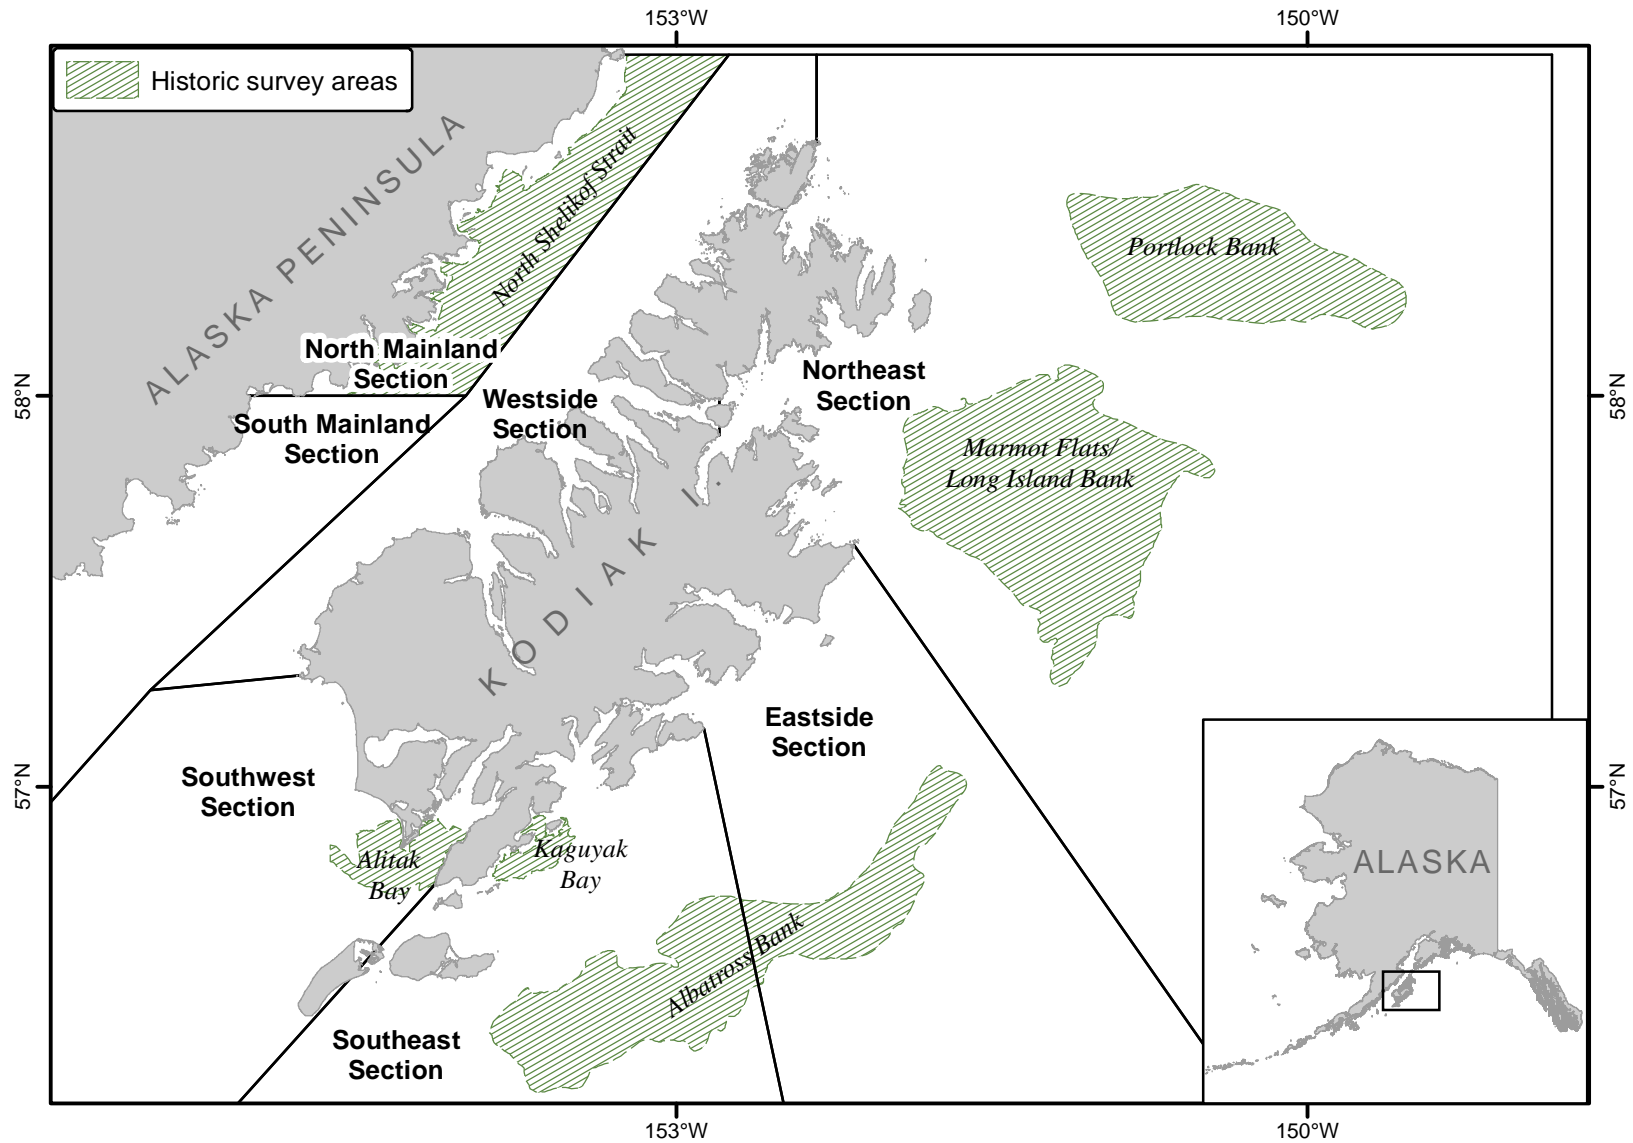 153°W
150°W
Historic survey areas
ALASKA PENINSULA
North Shelikof Strait
Portlock Bank
North Mainland
Section
58°N
58°N
South Mainland
Section
Westside
Section
Northeast
Section
Marmot Flats/
Long Island Bank
KODIAK I.
Eastside
Section
Southwest
Section
57°N
57°N
Alitak
Bay
Kaguyak
Bay
Albatross Bank
ALASKA
Southeast
Section
153°W
150°W